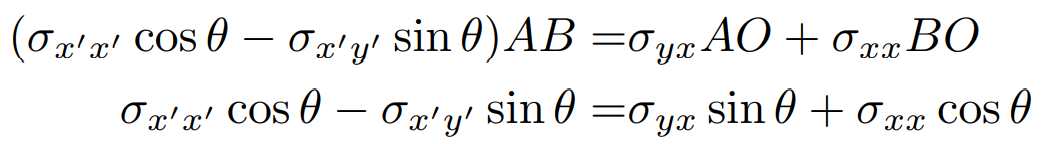 (σ_{x'x'} cos θ − σ_{x'y'} sin θ)AB =σ_{yx}AO + σ_{xx}BO
σ_{x'x'} cos θ − σ_{x'y'} sin θ =σ_{yx} sin θ + σ_{xx} cos θ